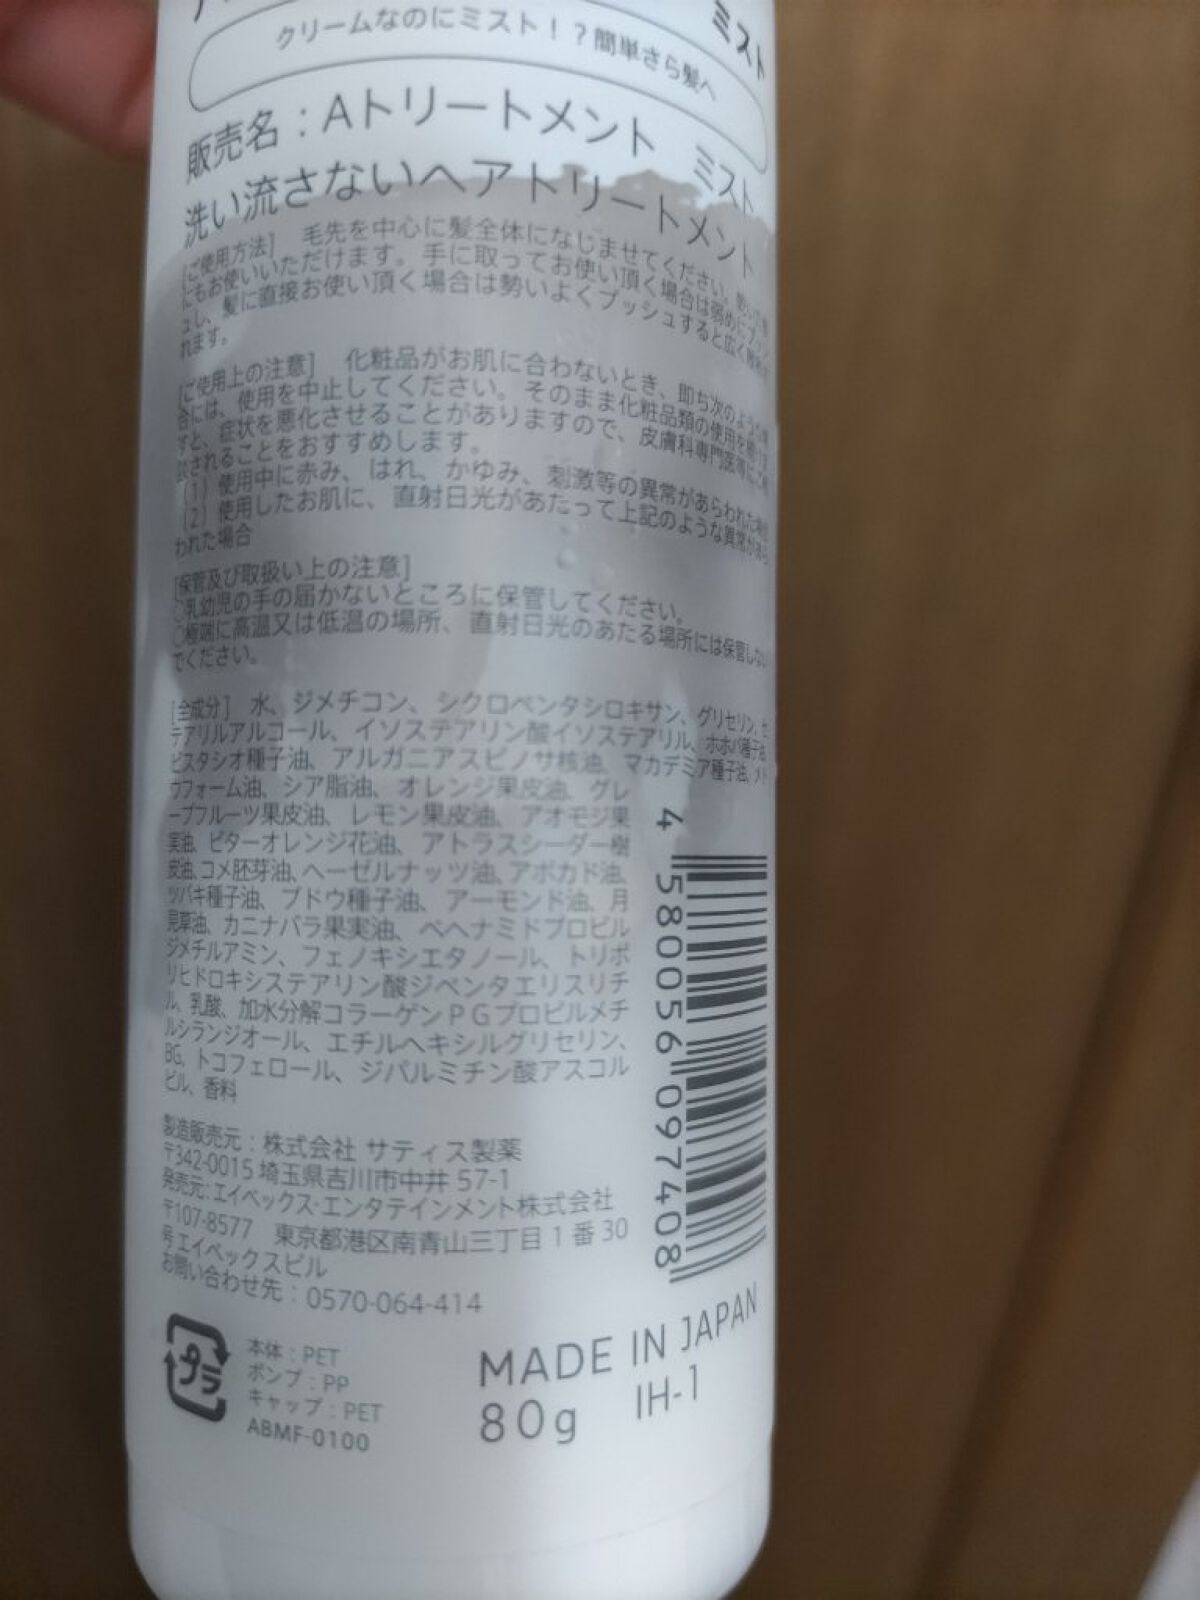 ミスト
クリームなのにミスト！？簡単さら髪へ
販売名：Aトリートメント ミスト
洗い流さないヘアトリートメント
[ご使用方法] 毛先を中心に髪全体になじませてください。
にもお使いいただけます。手に取ってお使い頂く場合は弱めにプッシ
ュし、髪に直接お使い頂く場合は勢いよくプッシュすると広く
れます。
[ご使用上の注意] 化粧品がお肌に合わないとき、即ち次のような場
合には、使用を中止してください。そのまま化粧品類の使用を続けま
すと、症状を悪化させることがありますので、皮膚科専門医等にご相
談されることをおすすめします。
(1) 使用中に赤み、はれ、かゆみ、刺激等の異常があらわれた場合
(2) 使用したお肌に、直射日光があたって上記のような異常があら
われた場合
[保管及び取扱い上の注意]
○乳幼児の手の届かないところに保管してください。
○極端に高温又は低温の場所、直射日光のあたる場所には保管しない
でください。
[全成分] 水、ジメチコン、シクロペンタシロキサン、グリセリン、セ
テアリルアルコール、イソステアリン酸イソステアリル、ホホバ種子油、
ピスタシオ種子油、アルガニアスピノサ核油、マカデミア種子油、メド
ウフォーム油、シア脂油、オレンジ果皮油、グレ
ープフルーツ果皮油、レモン果皮油、アオモジ果
実油、ビターオレンジ花油、アトラスシーダー樹
皮油、コメ胚芽油、ヘーゼルナッツ油、アボカド油、
ツバキ種子油、ブドウ種子油、アーモンド油、月
見草油、カニナバラ果実油、ベヘナミドプロピル
ジメチルアミン、フェノキシエタノール、トリポ
リヒドロキシステアリン酸ジペンタエリスリチ
ル、乳酸、加水分解コラーゲンPGプロピルメチ
ルシランジオール、エチルヘキシルグリセリン、
BG、トコフェロール、ジパルミチン酸アスコル
ビル、香料
4 580056 097408
製造販売元：株式会社 サティス製薬
〒342-0015 埼玉県吉川市中井 57-1
発売元：エイベックス・エンタテインメント株式会社
〒107-8577 東京都港区南青山三丁目1番30
号エイベックスビル
お問い合わせ先：0570-064-414
プラ
本体：PET
ポンプ：PP
キャップ：PET
ABMF-0100
MADE IN JAPAN
80g IH-1